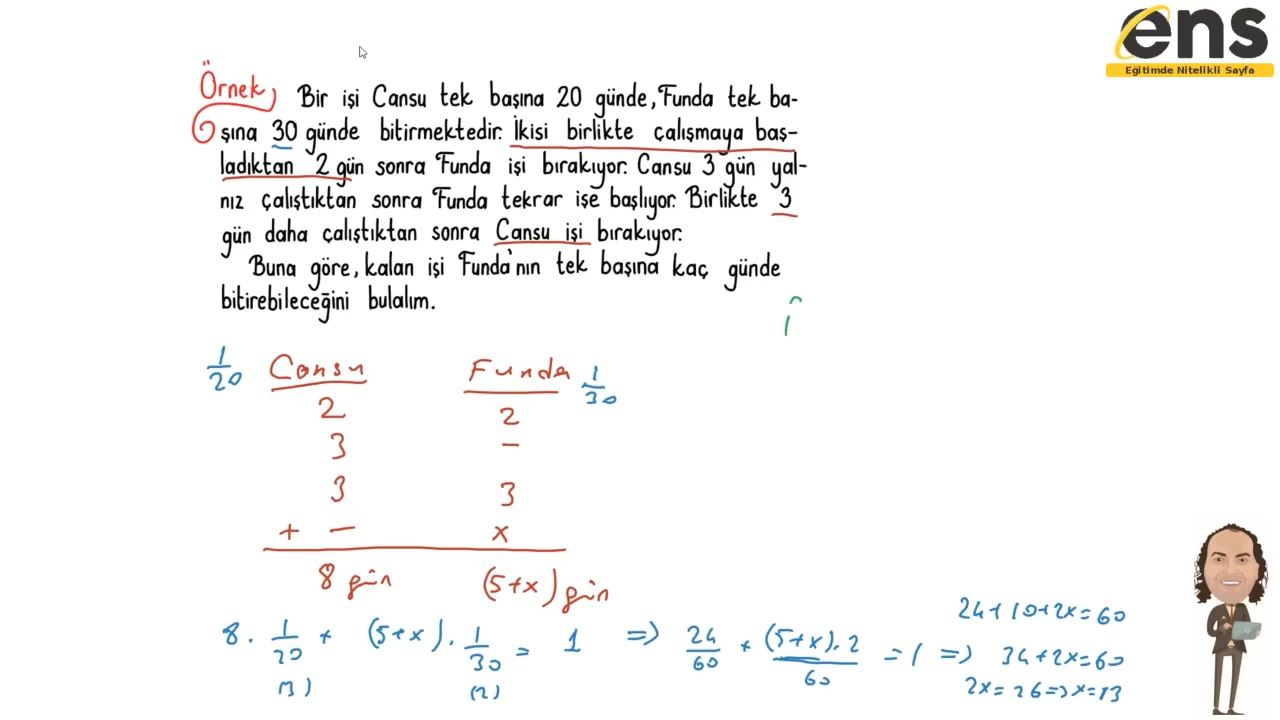 ens
Eğitimde Nitelikli Sayfa
Örnek
Bir işi Cansu tek başına 20 günde, Funda tek ba-
şına 30 günde bitirmektedir. İkisi birlikte çalışmaya baş-
ladıktan 2 gün sonra Funda işi bırakıyor. Cansu 3 gün yal-
nız çalıştıktan sonra Funda tekrar işe başlıyor. Birlikte 3
gün daha çalıştıktan sonra Cansu işi bırakıyor.
Buna göre, kalan işi Funda'nın tek başına kaç günde
bitirebileceğini bulalım.
1/20 Cansu Funda 1/30
2 2
3 –
3 3
+ – x
8 gün (5+x) gün
8 . 1/20 + (5+x) . 1/30 = 1 => 24/60 + (5+x).2/60 = 1 =>
(3) (2)
24+10+2x=60
34+2x=60
2x=26=>x=13